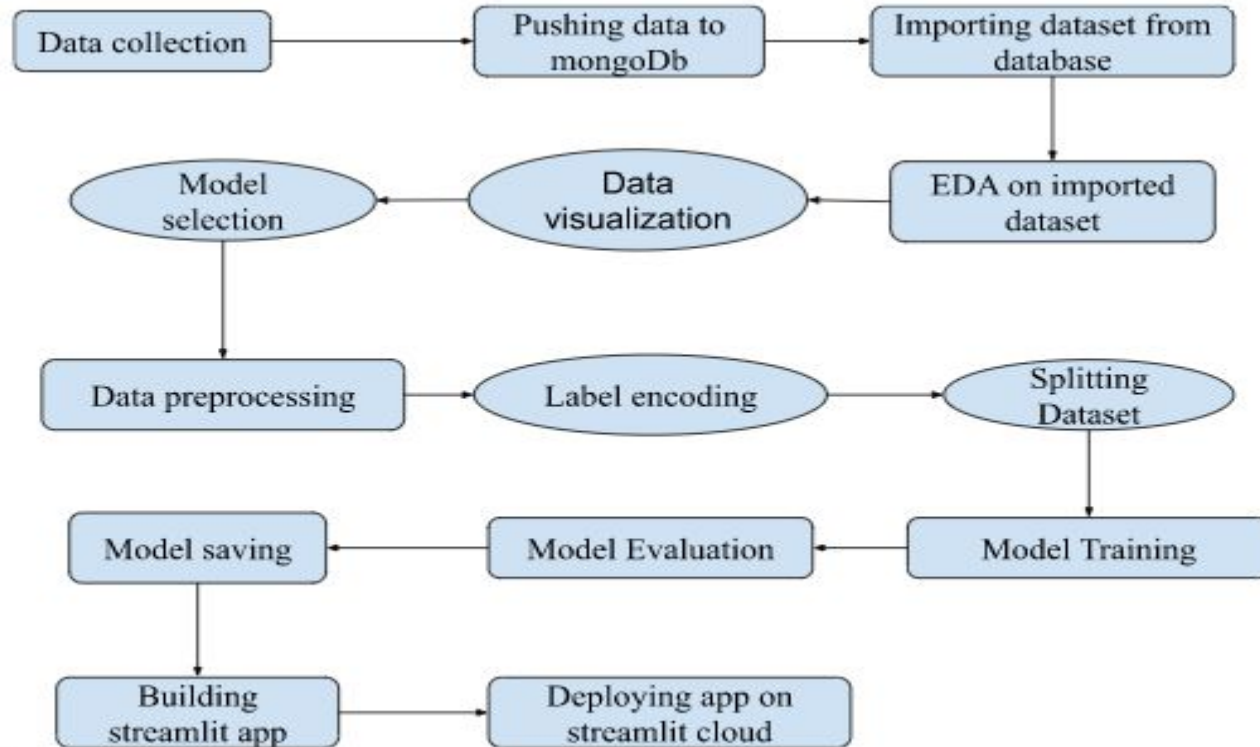 Data collection
Pushing data to
mongoDb
Importing dataset from
database
EDA on imported
dataset
Data
visualization
Model
selection
Data preprocessing
Label encoding
Splitting
Dataset
Model Training
Model Evaluation
Model saving
Building
streamlit app
Deploying app on
streamlit cloud